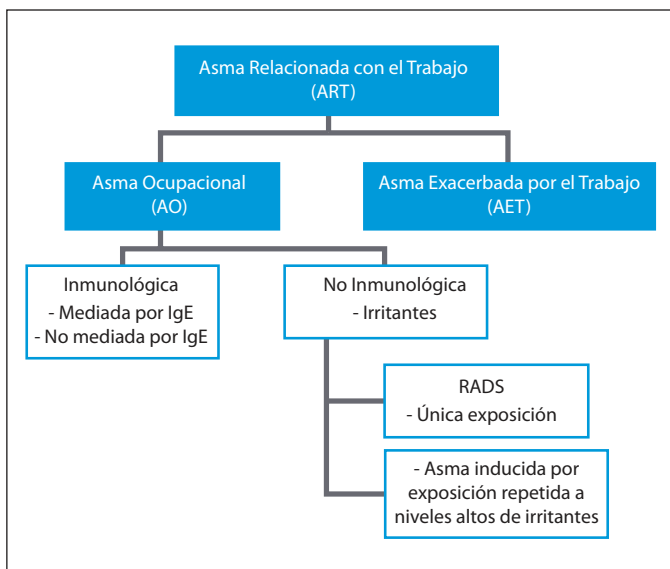 Asma Relacionada con el Trabajo
(ART)
Asma Ocupacional
(AO)
Asma Exacerbada por el Trabajo
(AET)
Inmunológica
- Mediada por IgE
- No mediada por IgE
No Inmunológica
- Irritantes
RADS
- Única exposición
- Asma inducida por
exposición repetida a
niveles altos de irritantes